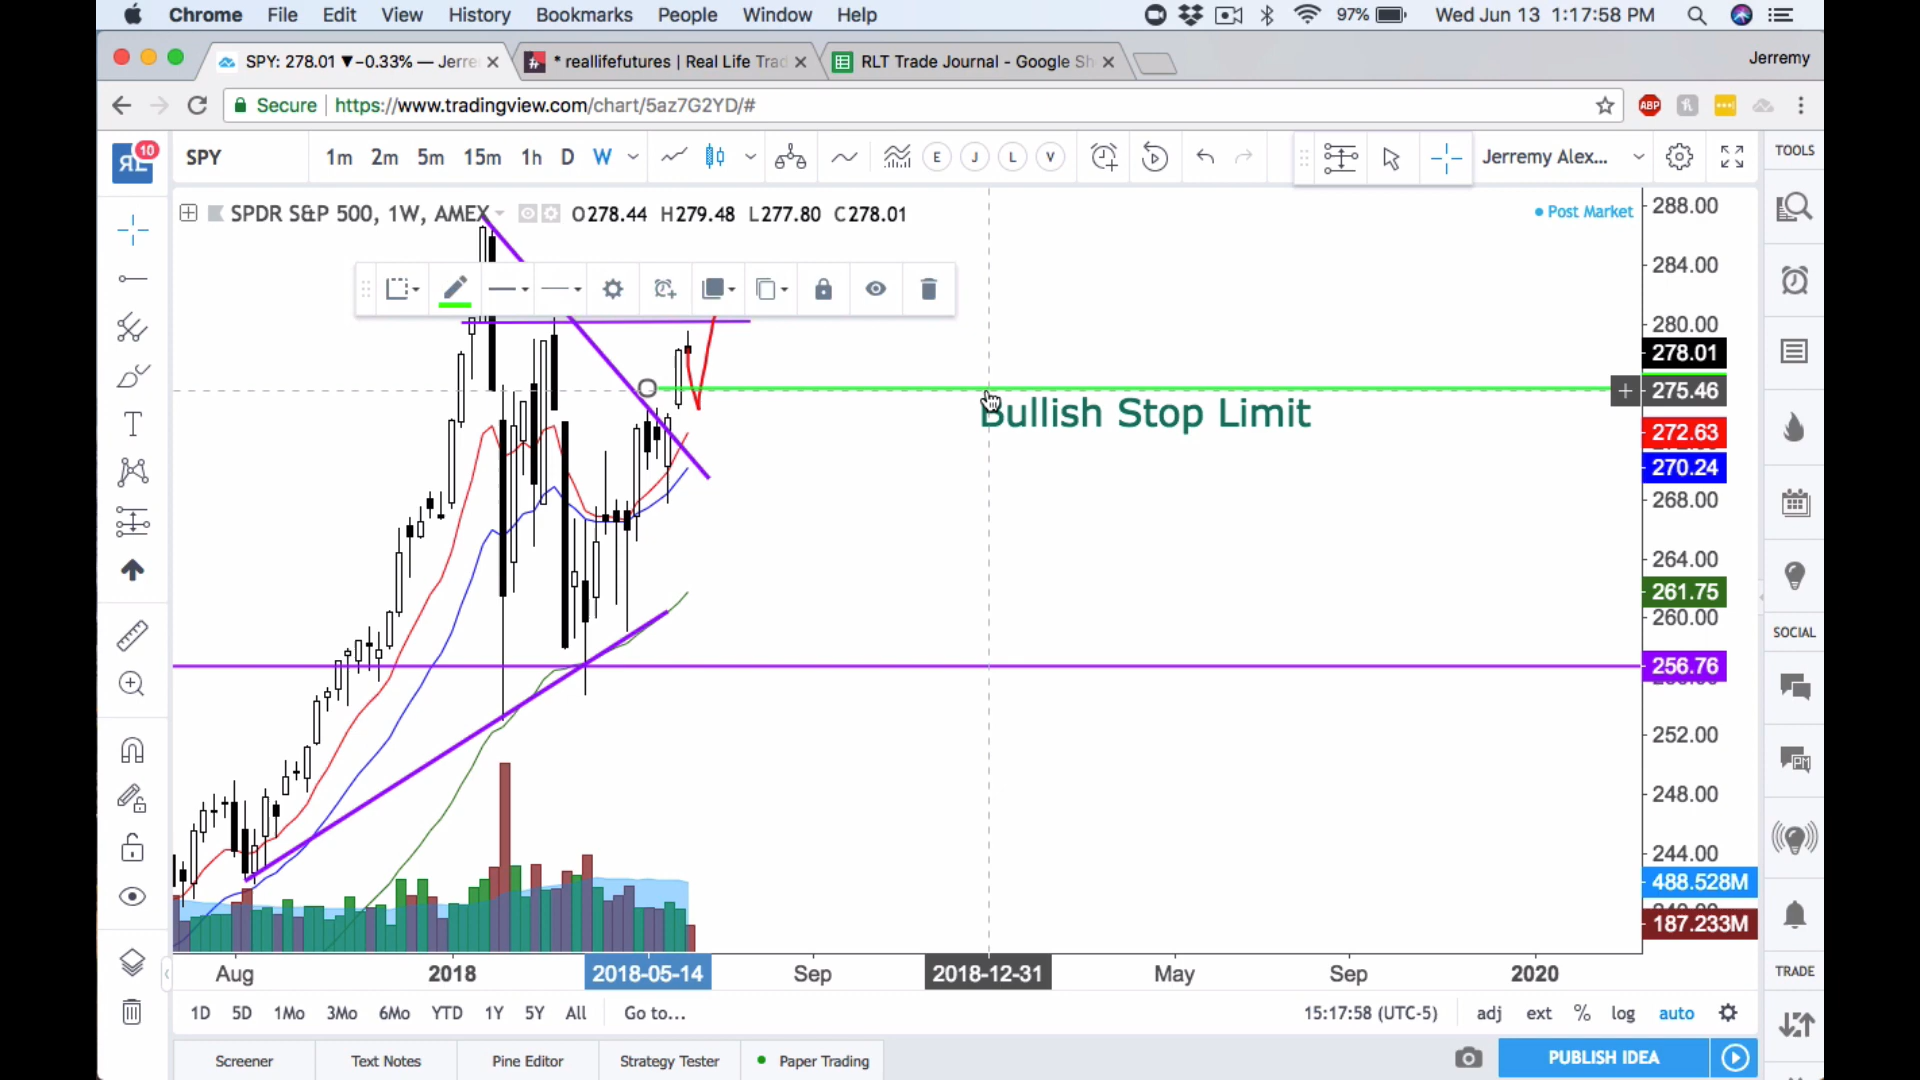 Chrome File Edit View History Bookmarks People Window Help 97% Wed Jun 13 1:17:58 PM
SPY: 278.01 ▼−0.33% — Jerre
* reallifefutures | Real Life Trad
RLT Trade Journal - Google Sh
Jerremy
Secure https://www.tradingview.com/chart/5az7G2YD/#
ABP
10
SPY 1m 2m 5m 15m 1h D W E J L V Jerremy Alex...
TOOLS
SPDR S&P 500, 1W, AMEX O278.44 H279.48 L277.80 C278.01
Post Market
288.00
284.00
280.00
278.01
275.46
Bullish Stop Limit
272.63
270.24
268.00
264.00
261.75
260.00
SOCIAL
256.76
252.00
PM
248.00
244.00
488.528M
187.233M
Aug 2018 2018-05-14 Sep 2018-12-31 May Sep 2020
TRADE
1D 5D 1Mo 3Mo 6Mo YTD 1Y 5Y All Go to... 15:17:58 (UTC-5) adj ext % log auto
Screener Text Notes Pine Editor Strategy Tester Paper Trading PUBLISH IDEA